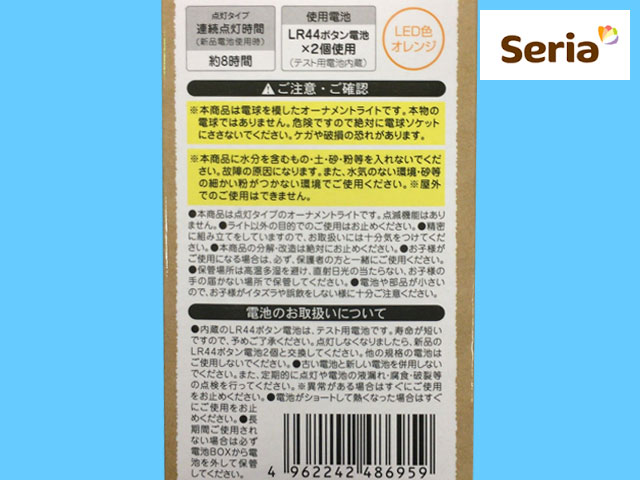 点灯タイプ
連続点灯時間
(新品電池使用時)
約8時間
使用電池
LR44ボタン電池
×2個使用
(テスト用電池内蔵)
LED色
オレンジ
Seria
ご注意・ご確認
※本商品は電球を模したオーナメントライトです。本物の
電球ではありません。危険ですので絶対に電球ソケット
にささないでください。ケガや破損の恐れがあります。
※本商品に水分を含むもの・土・砂・粉等を入れないでくだ
さい。故障の原因になります。また、水気のない環境・砂等
の細かい粉がつかない環境でご使用ください。※屋外
でのご使用はできません。
●本商品は点灯タイプのオーナメントライトです。点滅機能はあり
ません。●ライト以外の目的でのご使用はお止めください。●精密
に組み立てをしていますので、お取扱いには十分気をつけてくだ
さい。●本商品の分解・改造は絶対にお止めください。●お子様が
ご使用になる場合は、必ず、保護者の方と一緒にご使用ください。
●保管場所は高温多湿を避け、直射日光の当たらない、お子様の
手の届かない場所で保管してください。●電池や部品が小さい
ので、お子様がイタズラや誤飲をしない様に十分ご注意ください。
電池のお取扱いについて
●内蔵のLR44ボタン電池は、テスト用電池です。寿命が短い
ですので、予めご了承ください。点灯しなくなりましたら、新品の
LR44ボタン電池2個と交換してください。他の規格の電池はご
使用しないでください。●古い電池と新しい電池を併用しない
でください。また、定期的に点灯や電池の液漏れ・腐食・破裂等
の点検を行ってください。※異常がある場合はすぐにご使用
をお止めください。●電池がショートして熱くなった場合はすぐ
にご使用をお止
めください。●長
期間ご使用され
ない場合は必ず
電池BOXから電
池を外して保管
してください。
4 962242 486959